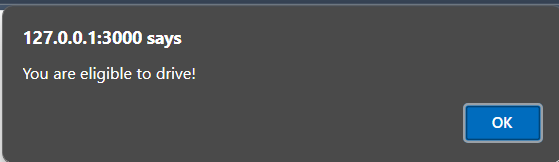 127.0.0.1:3000 says
You are eligible to drive!
OK